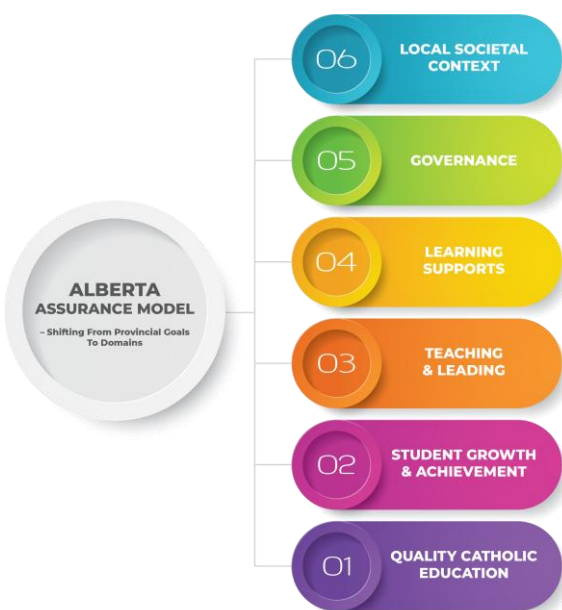 06
LOCAL SOCIETAL
CONTEXT
05
GOVERNANCE
04
LEARNING
SUPPORTS
ALBERTA
ASSURANCE MODEL
– Shifting From Provincial Goals
To Domains
03
TEACHING
& LEADING
02
STUDENT GROWTH
& ACHIEVEMENT
01
QUALITY CATHOLIC
EDUCATION